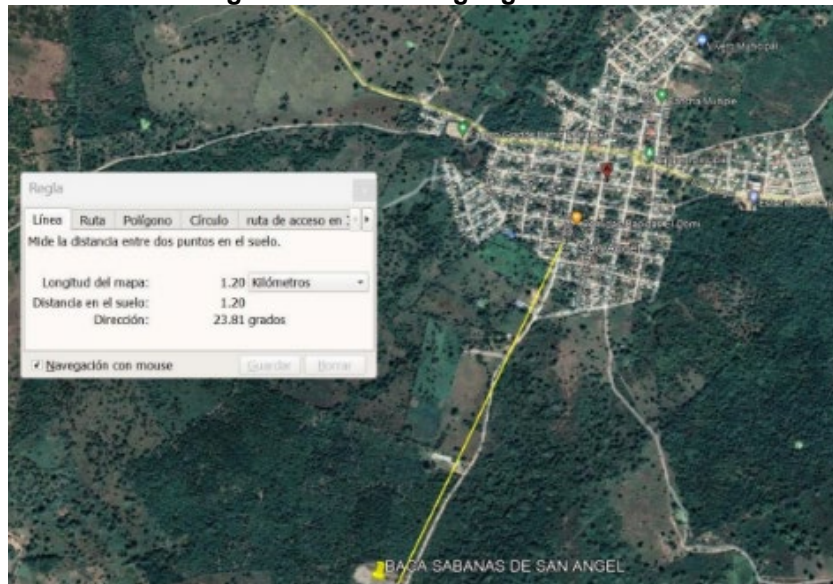 Regla
Línea Ruta Polígono Círculo ruta de acceso en
Mide la distancia entre dos puntos en el suelo.
Longitud del mapa: 1.20 Kilómetros
Distancia en el suelo: 1.20
Dirección: 23.81 grados
Navegación con mouse Guardar Borrar
Vivero Municipal
BACA SABANAS DE SAN ANGEL